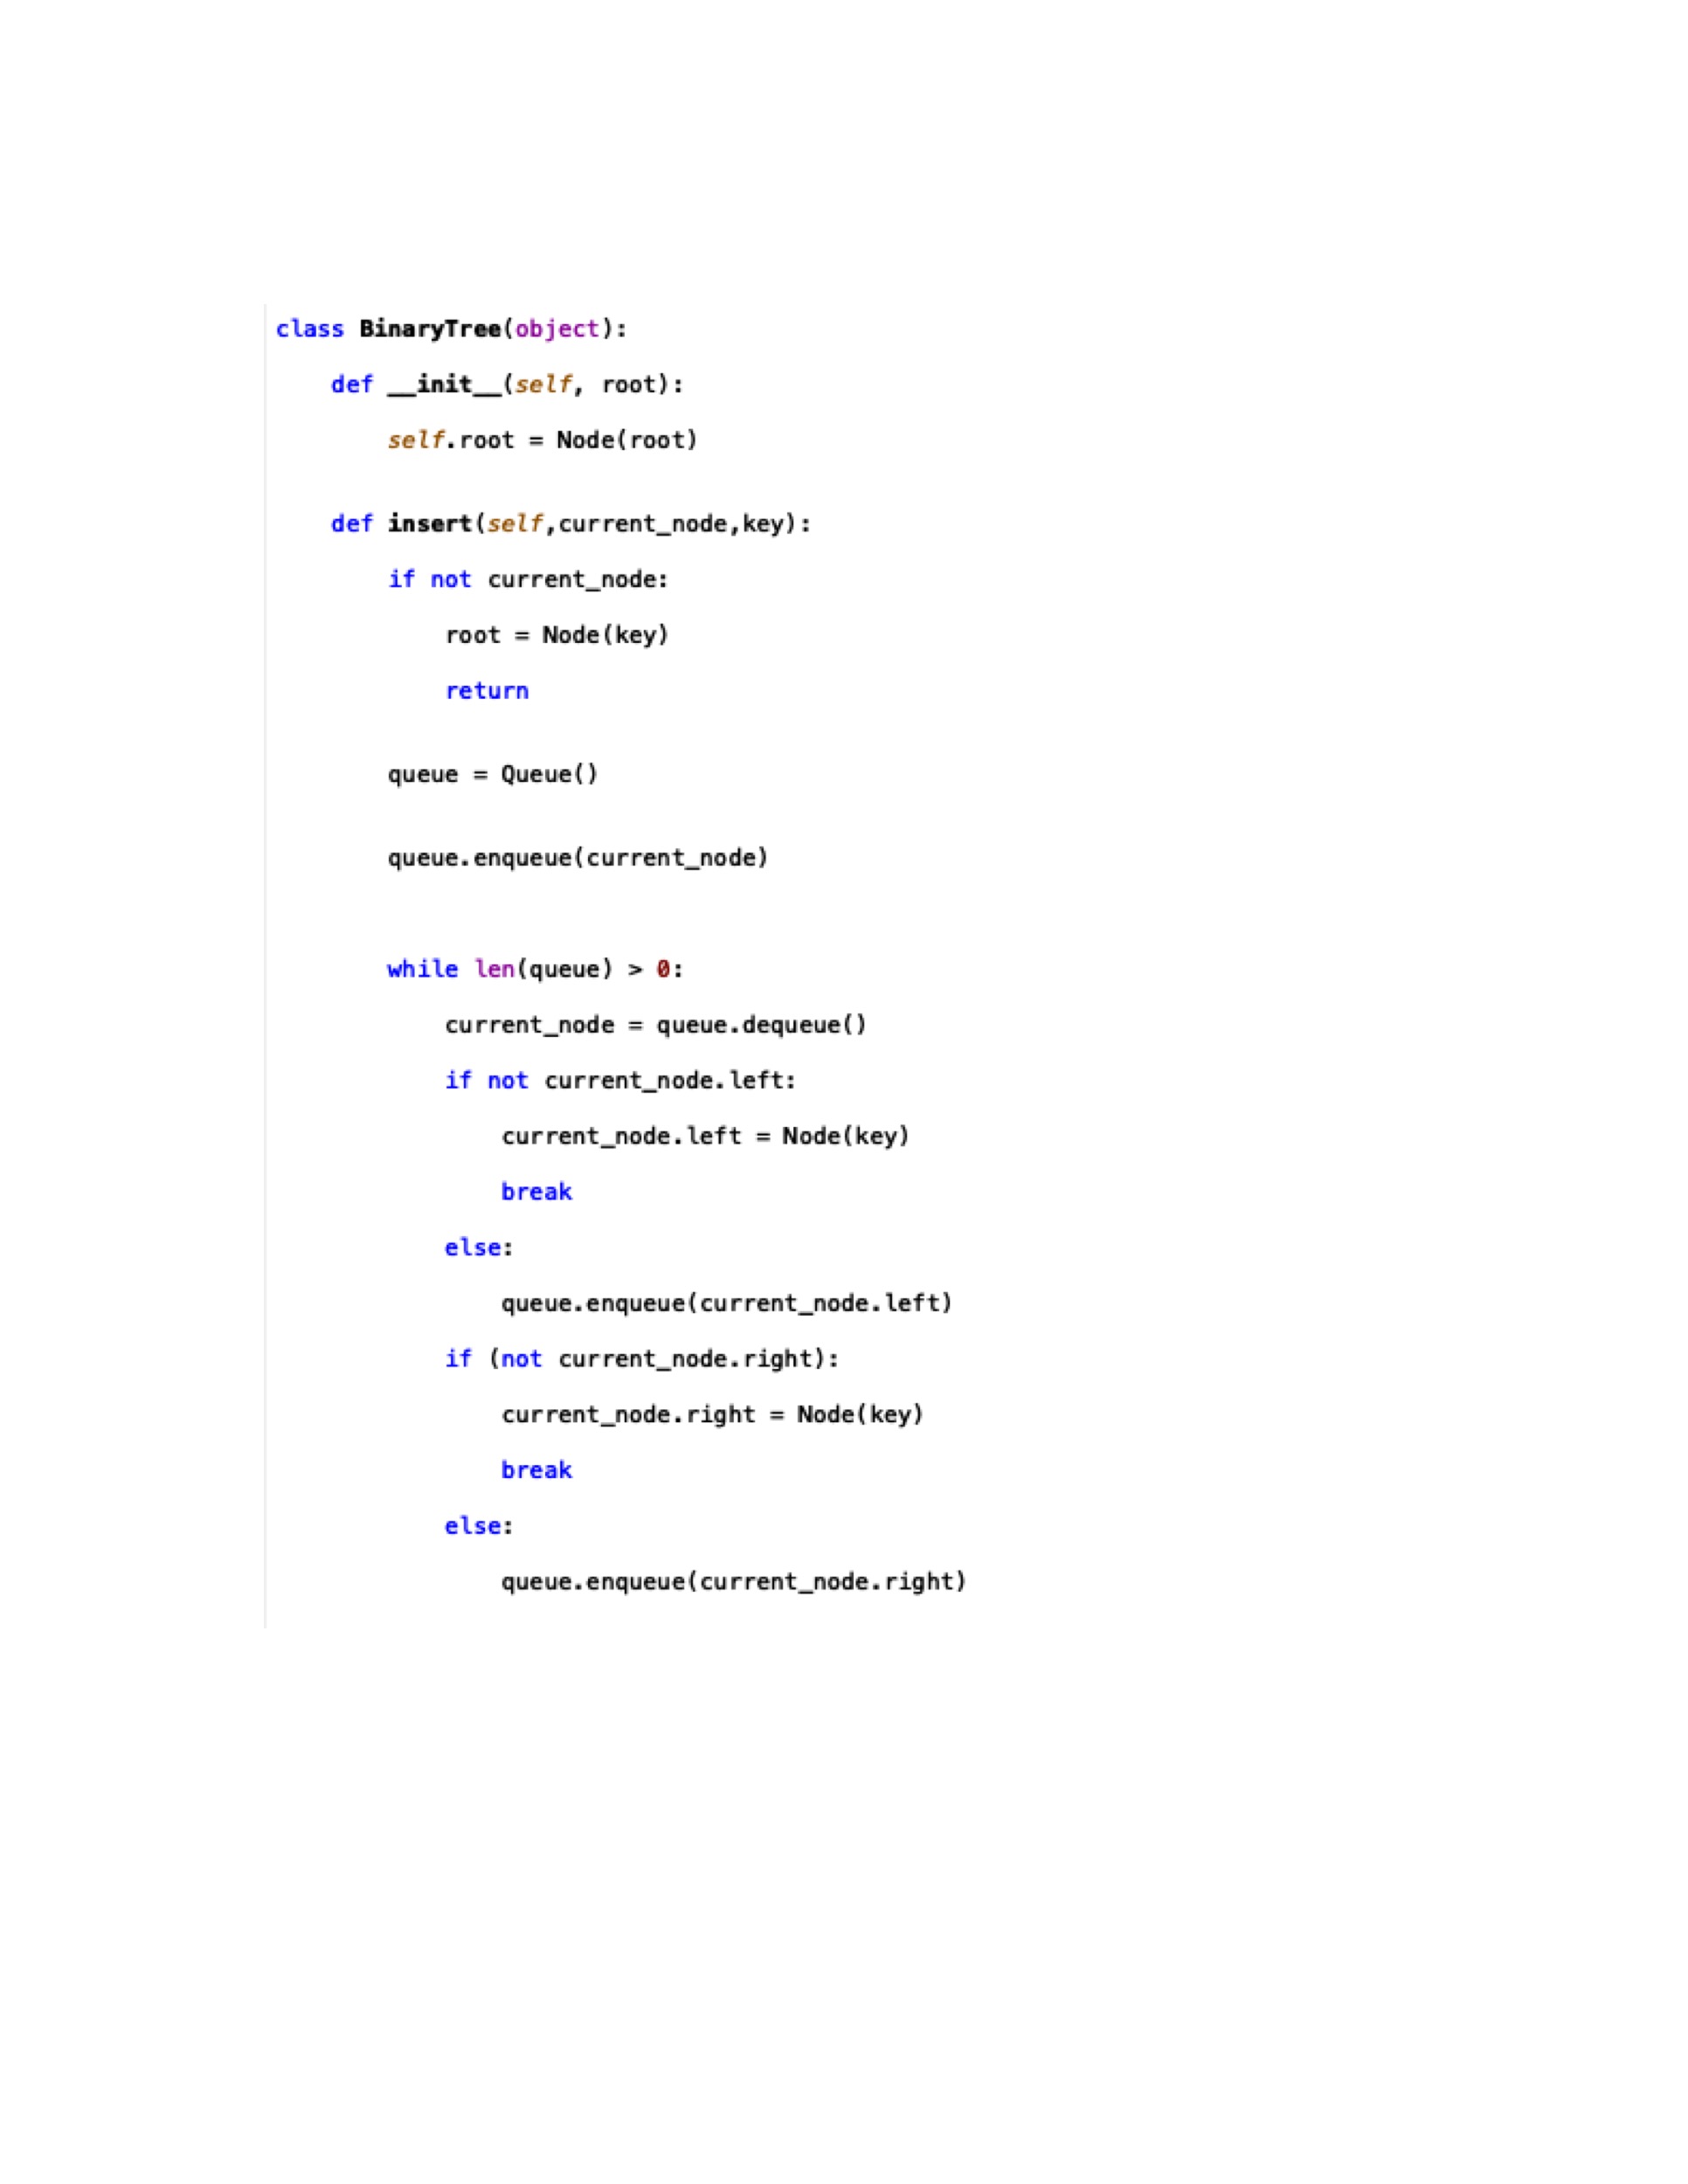 class BinaryTree(object):
    def __init__(self, root):
        self.root = Node(root)
    def insert(self,current_node,key):
        if not current_node:
            root = Node(key)
            return
        queue = Queue()
        queue.enqueue(current_node)
        while len(queue) > 0:
            current_node = queue.dequeue()
            if not current_node.left:
                current_node.left = Node(key)
                break
            else:
                queue.enqueue(current_node.left)
            if (not current_node.right):
                current_node.right = Node(key)
                break
            else:
                queue.enqueue(current_node.right)